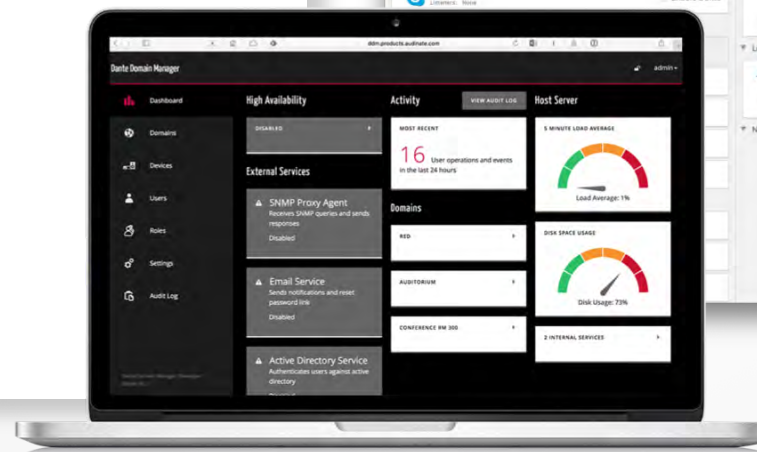 Listeners: None
ddm.products.audinate.com
Dante Domain Manager
admin
Dashboard
Domains
Devices
Users
Roles
Settings
Audit Log
High Availability
DISABLED
External Services
SNMP Proxy Agent
Receives SNMP queries and sends
responses
Disabled
Email Service
Sends notifications and reset
password link
Disabled
Active Directory Service
Authenticates users against active
directory
Activity
VIEW AUDIT LOG
MOST RECENT
16 User operations and events
in the last 24 hours
Domains
RED
AUDITORIUM
CONFERENCE RM 300
Host Server
5 MINUTE LOAD AVERAGE
Load Average: 1%
DISK SPACE USAGE
Disk Usage: 73%
2 INTERNAL SERVICES